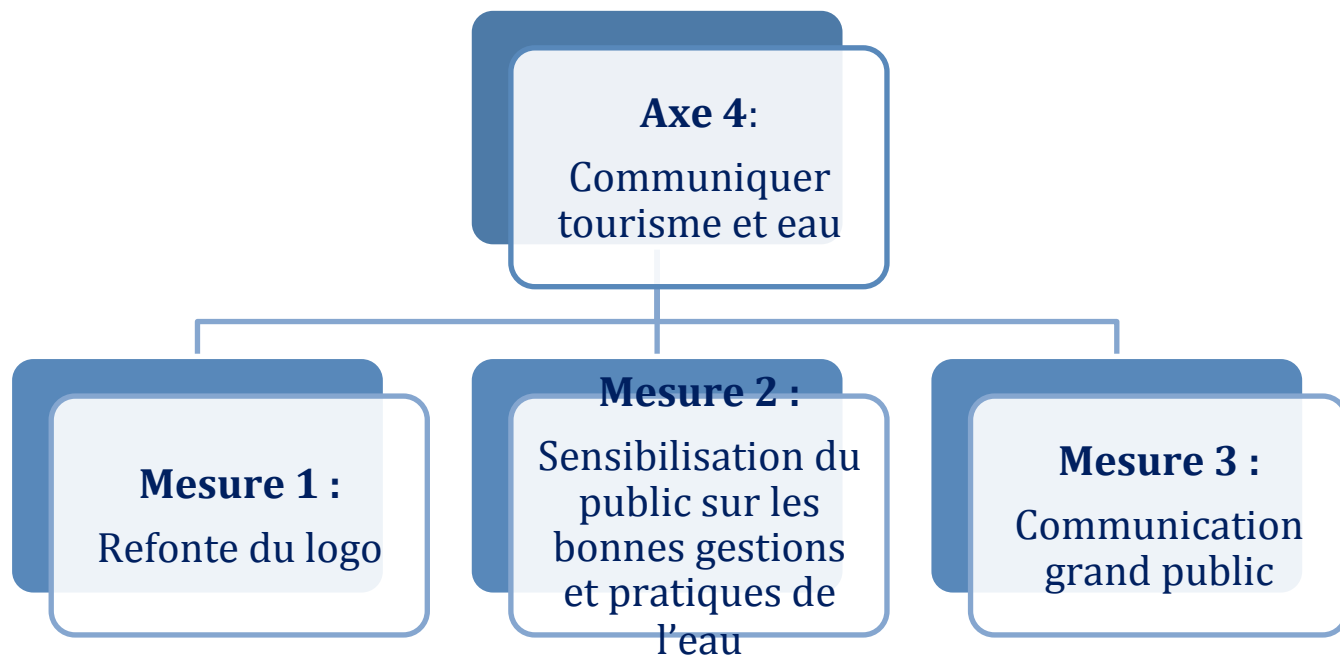 Axe 4:
Communiquer
tourisme et eau
Mesure 1 :
Refonte du logo
Mesure 2 :
Sensibilisation du
public sur les
bonnes gestions
et pratiques de
l’eau
Mesure 3 :
Communication
grand public